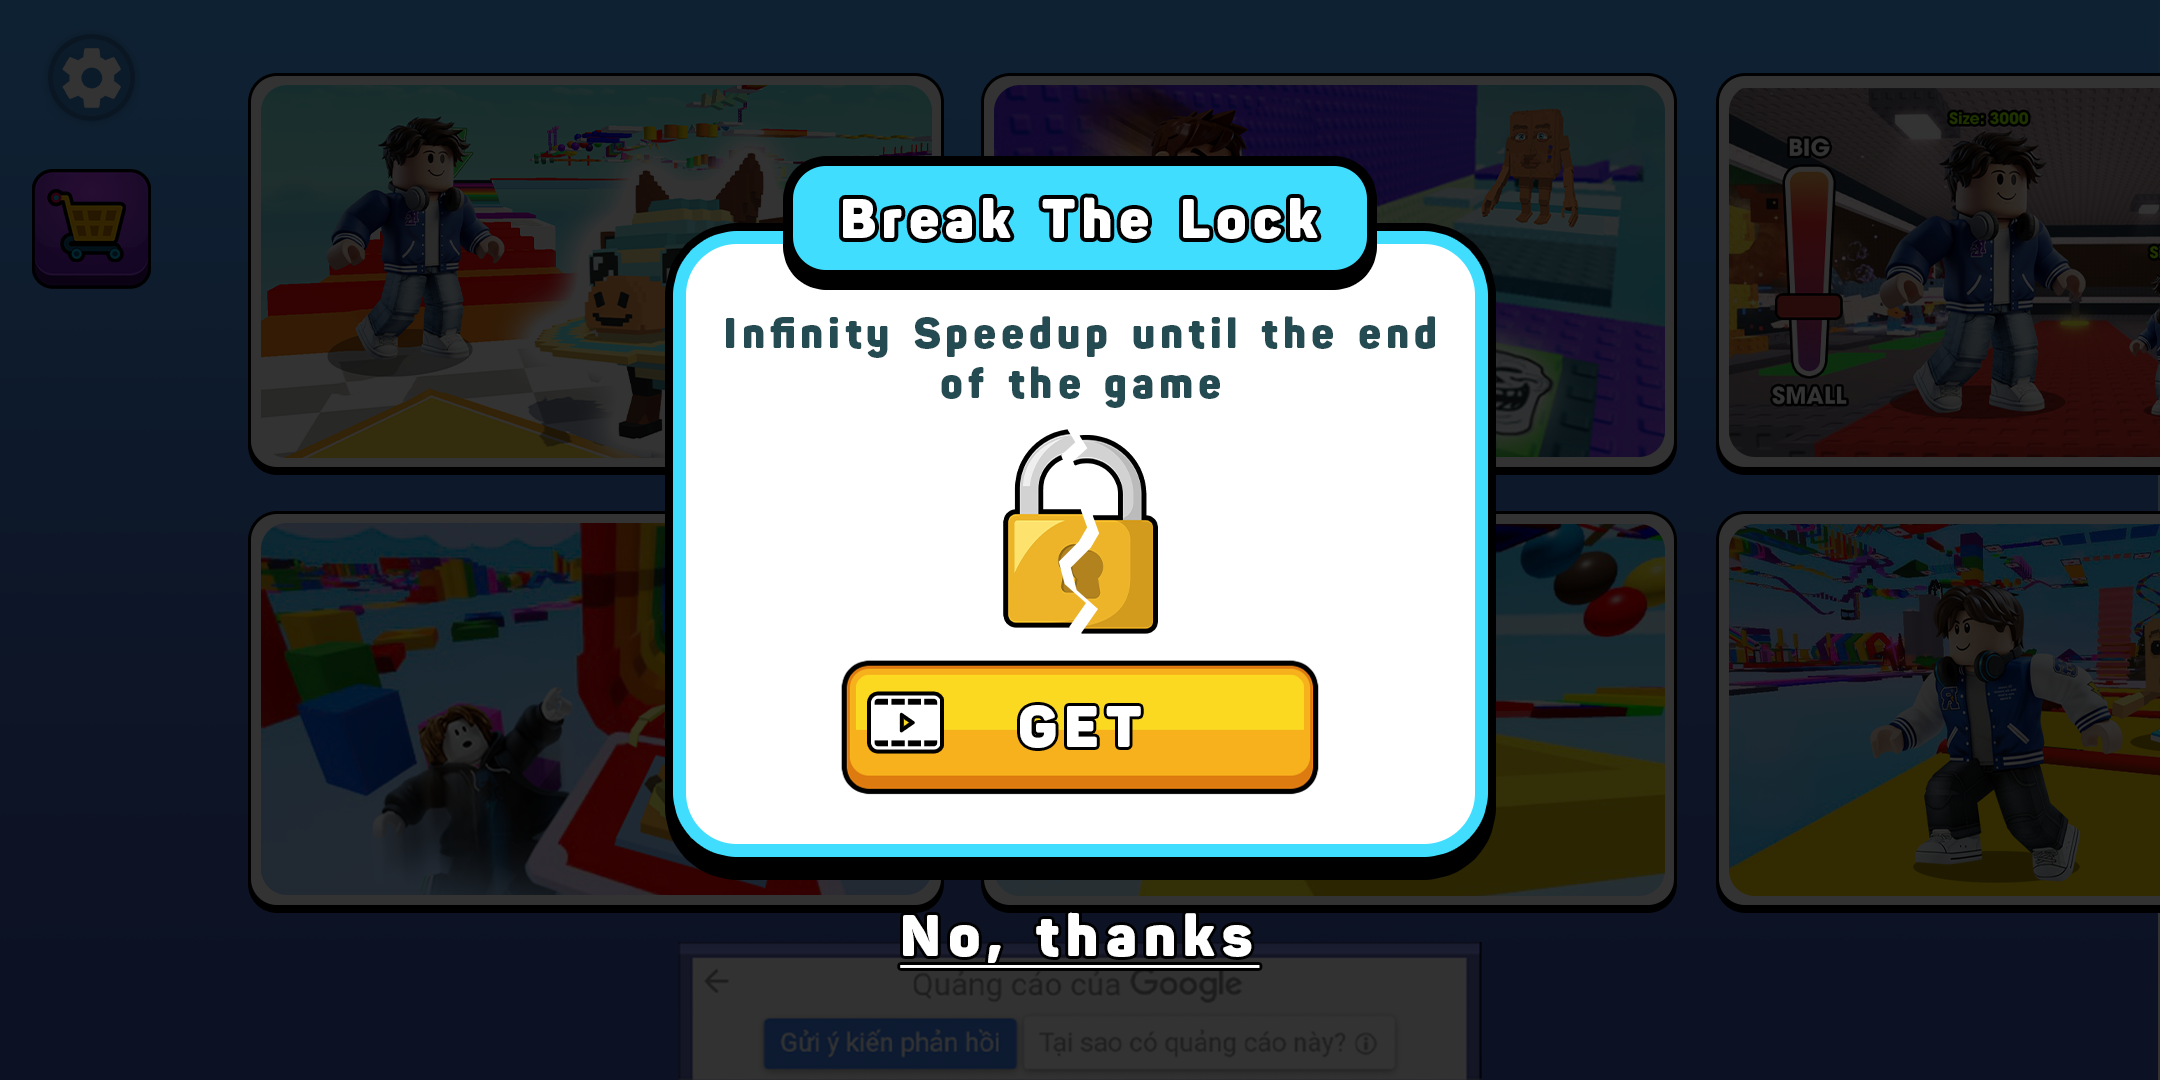 Size: 3000
BIG
SMALL
Break The Lock
Infinity Speedup until the end
of the game
GET
No, thanks
Quảng cáo của Google
Gửi ý kiến phản hồi
Tại sao có quảng cáo này?